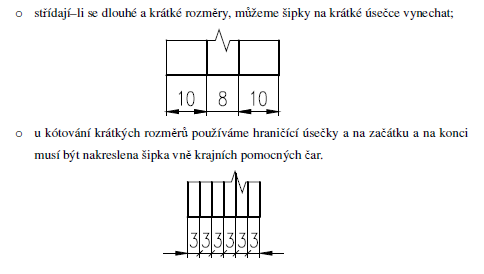 ○ střídají–li se dlouhé a krátké rozměry, můžeme šipky na krátké úsečce vynechat;
10 8 10
○ u kótování krátkých rozměrů používáme hraničící úsečky a na začátku a na konci
musí být nakreslena šipka vně krajních pomocných čar.
3 3 3 3 3 3